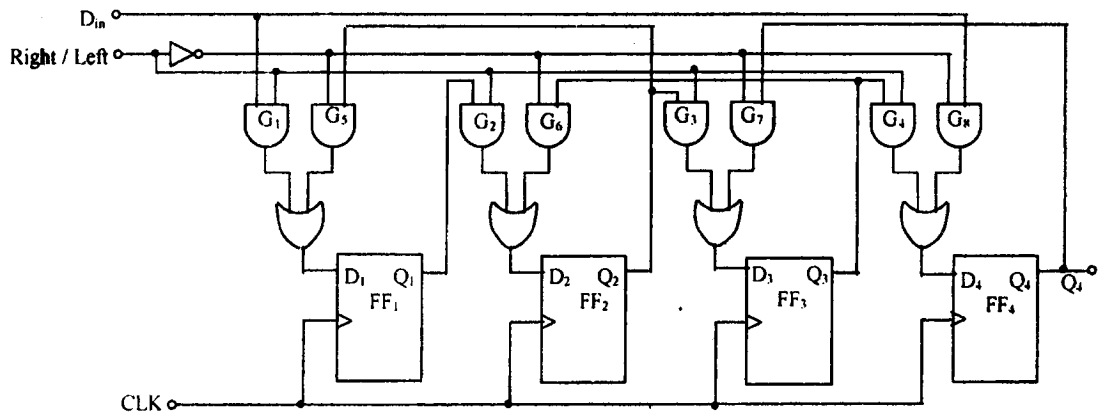 Din
Right / Left
G1 G5 G2 G6 G3 G7 G4 G8
D1 Q1 D2 Q2 D3 Q3 D4 Q4 Q4
FF1 FF2 FF3 FF4
CLK